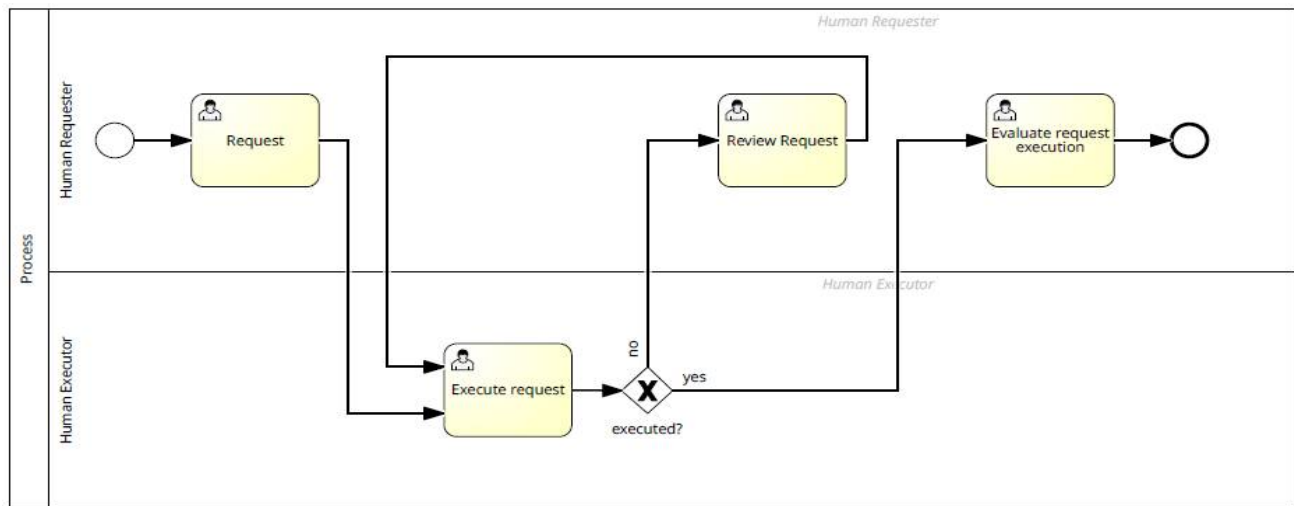 Human Requester
Process
Human Requester
Request
Review Request
Evaluate request
execution
Human Executor
Human Executor
Execute request
no
yes
executed?